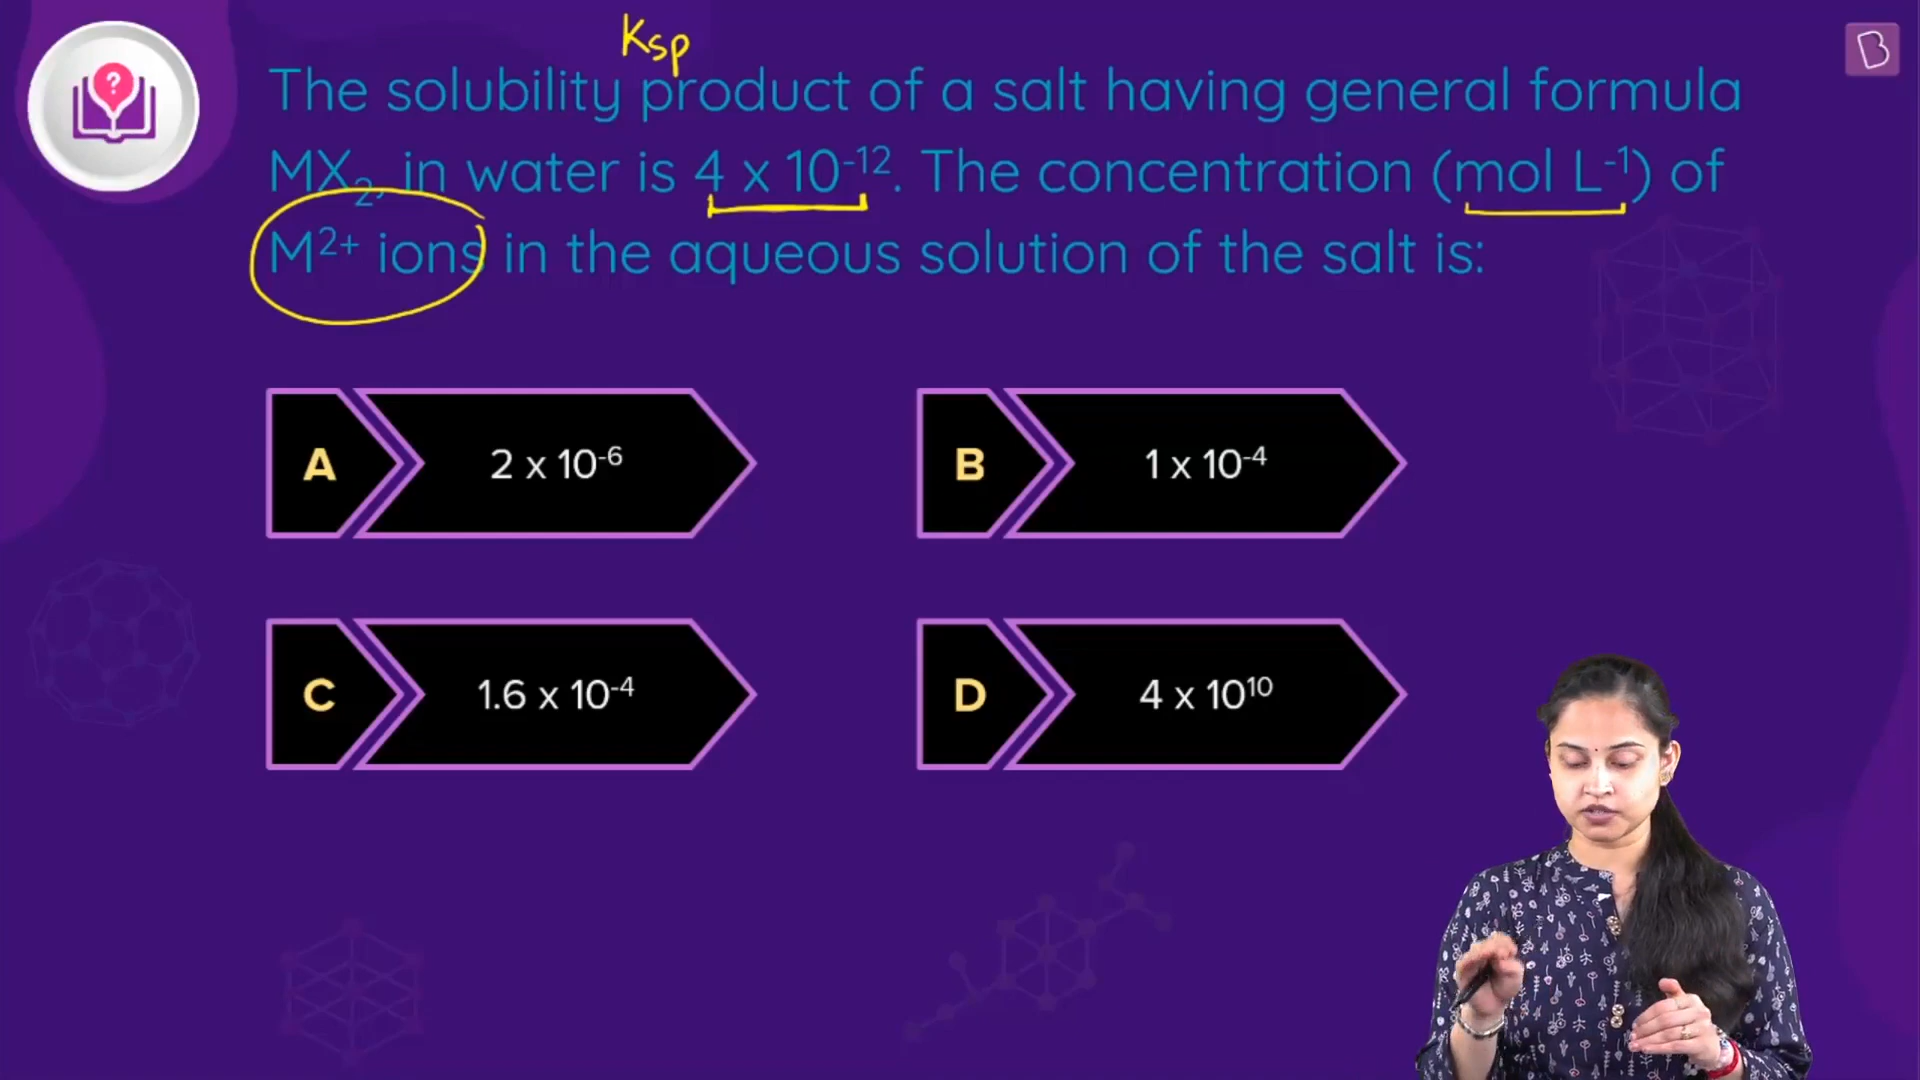 Ksp
The solubility product of a salt having general formula
MX₂, in water is 4 x 10⁻¹². The concentration (mol L⁻¹) of
M²⁺ ions in the aqueous solution of the salt is:
A 2 x 10⁻⁶
B 1 x 10⁻⁴
C 1.6 x 10⁻⁴
D 4 x 10¹⁰
?
B